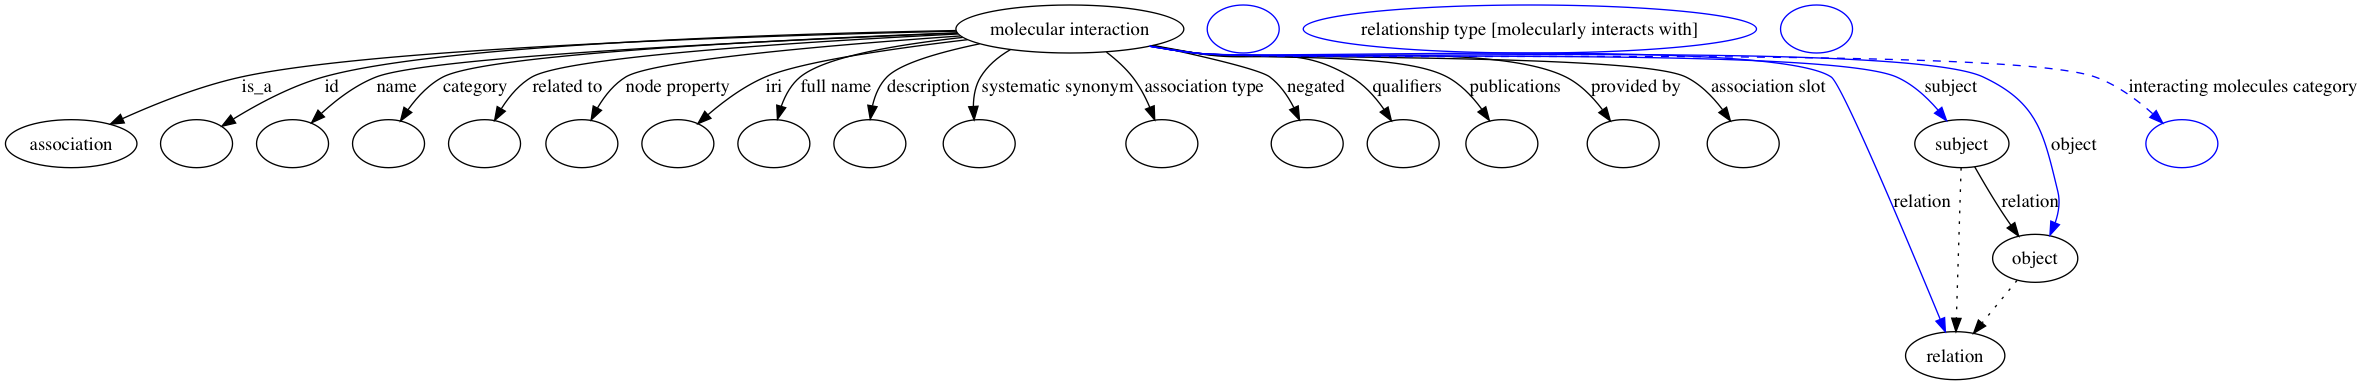 molecular interaction
relationship type [molecularly interacts with]
is_a
id
name
category
related to
node property
iri
full name
description
systematic synonym
association type
negated
qualifiers
publications
provided by
association slot
subject
interacting molecules category
association
subject
object
relation
relation
object
relation